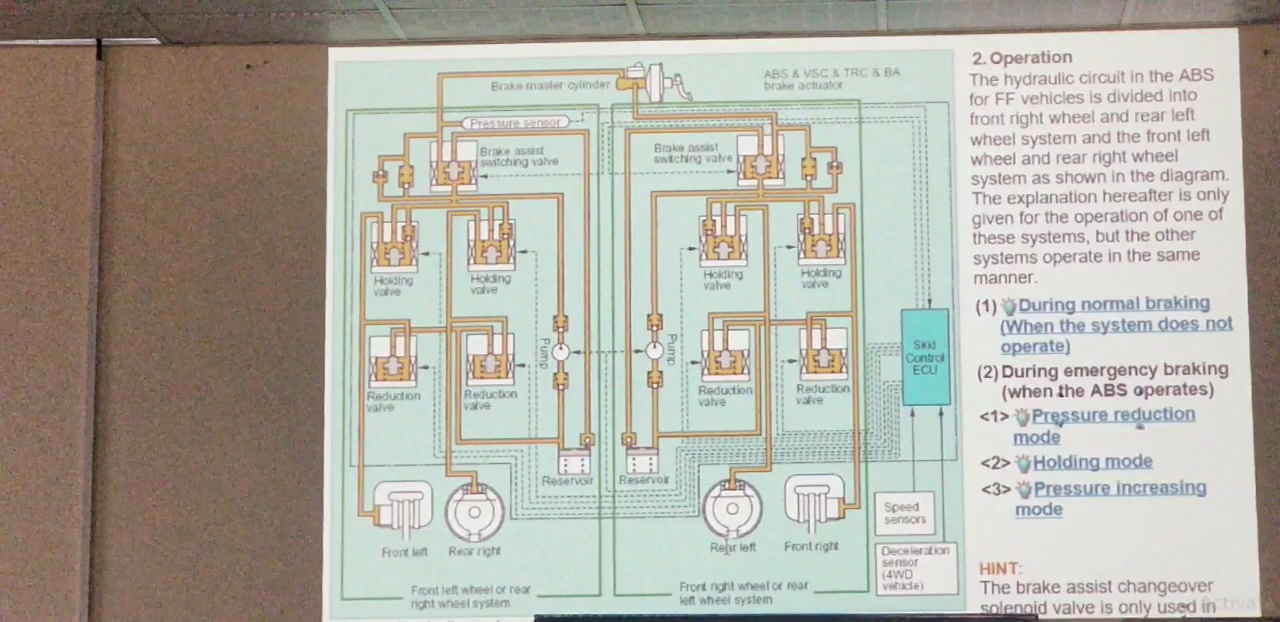 Brake master cylinder
ABS & VSC & TRC & BA
brake actuator
Pressure sensor
Brake assist
switching valve
Brake assist
switching valve
Holding
valve
Holding
valve
Holding
valve
Holding
valve
Pump
Pump
Skid
Control
ECU
Reduction
valve
Reduction
valve
Reduction
valve
Reduction
valve
Reservoir
Reservoir
Speed
sensors
Front left
Rear right
Rear left
Front right
Deceleration
sensor
(4WD
vehicle)
Front left wheel or rear
right wheel system
Front right wheel or rear
left wheel system
2. Operation
The hydraulic circuit in the ABS
for FF vehicles is divided into
front right wheel and rear left
wheel system and the front left
wheel and rear right wheel
system as shown in the diagram.
The explanation hereafter is only
given for the operation of one of
these systems, but the other
systems operate in the same
manner.
(1) During normal braking
(When the system does not
operate)
(2) During emergency braking
(when the ABS operates)
<1> Pressure reduction
mode
<2> Holding mode
<3> Pressure increasing
mode
HINT:
The brake assist changeover
solenoid valve is only used in